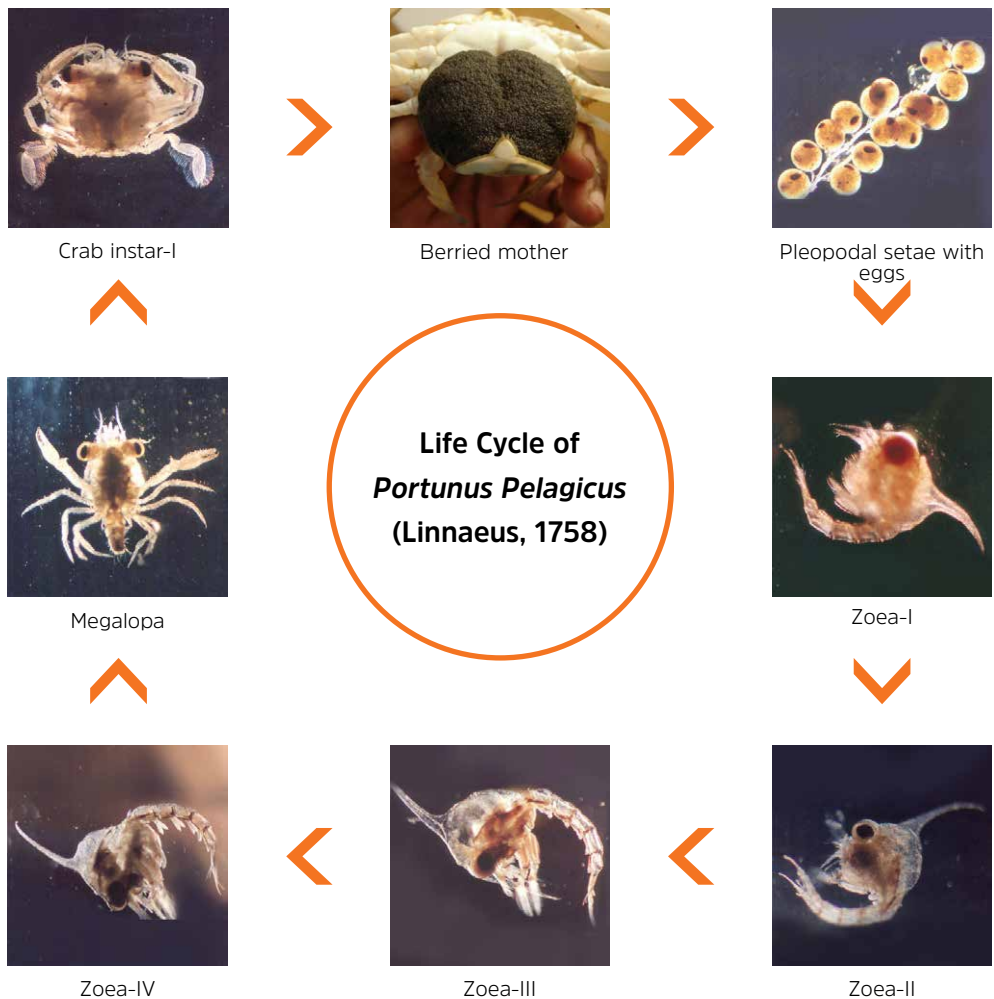 Crab instar-I
Berried mother
Pleopodal setae with
eggs
Life Cycle of
Portunus Pelagicus
(Linnaeus, 1758)
Megalopa
Zoea-I
Zoea-IV
Zoea-III
Zoea-II